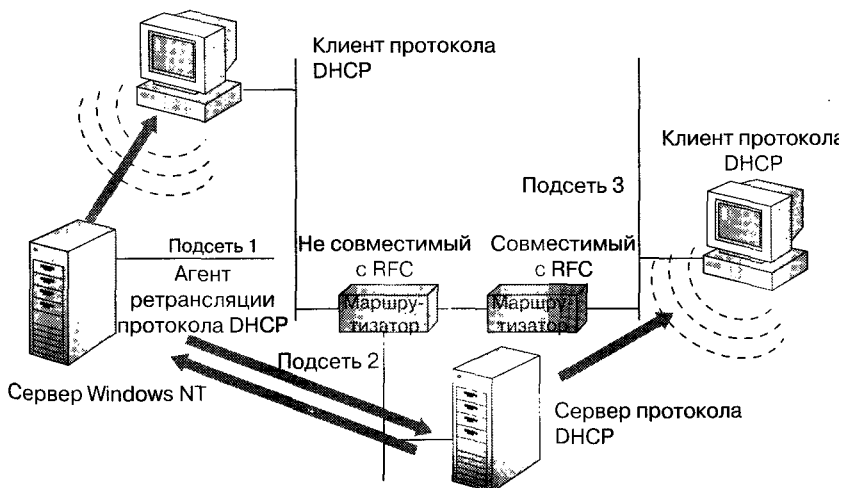 Клиент протокола
DHCP
Клиент протокола
DHCP
Подсеть 3
Подсеть 1
Не совместимый
с RFC
Совместимый
с RFC
Агент
ретрансляции
протокола DHCP
Маршру-
тизатор
Маршру-
тизатор
Подсеть 2
Сервер Windows NT
Сервер протокола
DHCP